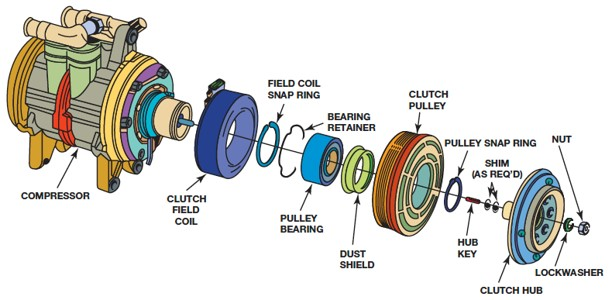 FIELD COIL
SNAP RING
BEARING
RETAINER
CLUTCH
PULLEY
PULLEY SNAP RING
SHIM
(AS REQ'D)
NUT
COMPRESSOR
CLUTCH
FIELD
COIL
PULLEY
BEARING
DUST
SHIELD
HUB
KEY
LOCKWASHER
CLUTCH HUB